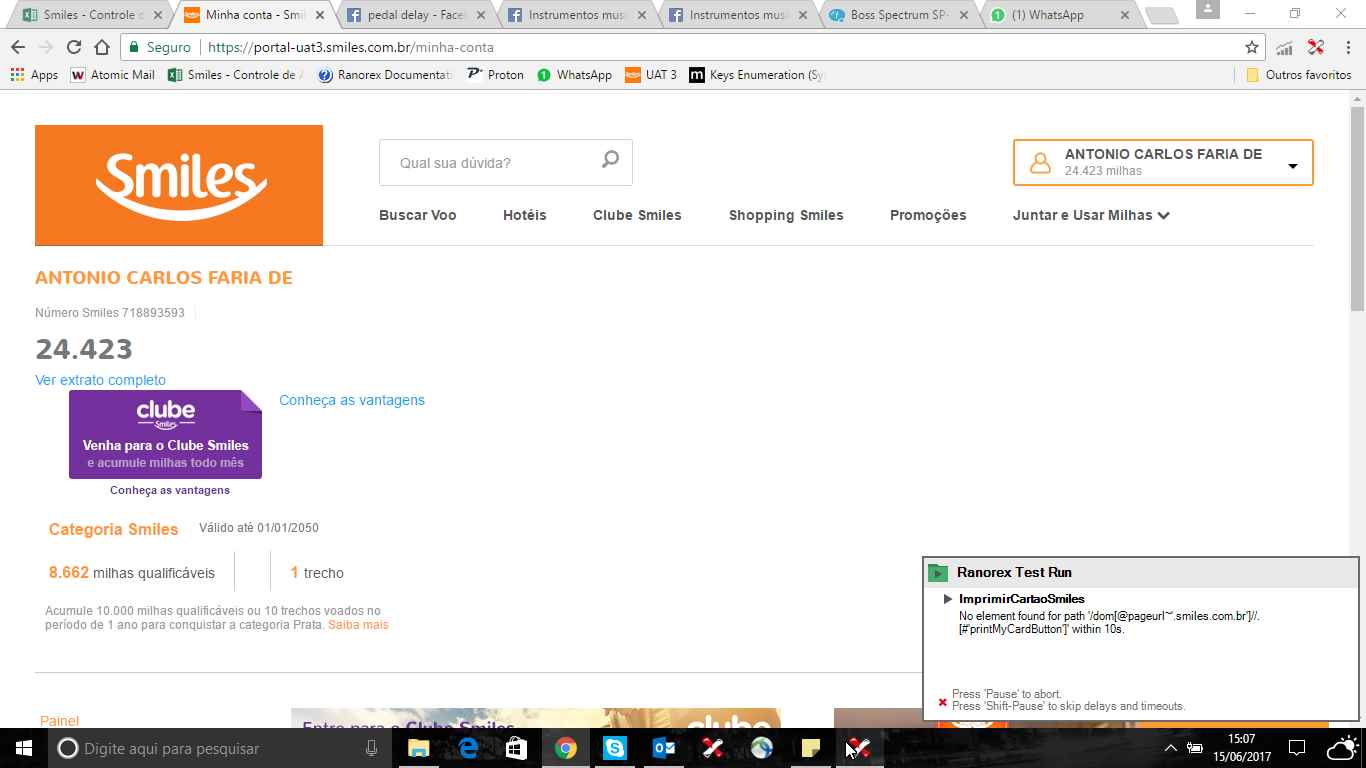 Smiles - Controle d
Minha conta - Smil
pedal delay - Face
Instrumentos musi
Instrumentos musi
Boss Spectrum SP-
(1) WhatsApp
Seguro
https://portal-uat3.smiles.com.br/minha-conta
Apps
Atomic Mail
Smiles - Controle de A
Ranorex Documentati
Proton
WhatsApp
UAT 3
Keys Enumeration (Sy
Outros favoritos
Smiles
Qual sua dúvida?
ANTONIO CARLOS FARIA DE
24.423 milhas
Buscar Voo
Hotéis
Clube Smiles
Shopping Smiles
Promoções
Juntar e Usar Milhas
ANTONIO CARLOS FARIA DE
Número Smiles 718893593
24.423
Ver extrato completo
clube
Smiles
Venha para o Clube Smiles
e acumule milhas todo mês
Conheça as vantagens
Conheça as vantagens
Categoria Smiles
Válido até 01/01/2050
8.662 milhas qualificáveis
1 trecho
Acumule 10.000 milhas qualificáveis ou 10 trechos voados no
período de 1 ano para conquistar a categoria Prata. Saiba mais
Ranorex Test Run
ImprimirCartaoSmiles
No element found for path '/dom[@pageurl~'.smiles.com.br']//.
[#'printMyCardButton']' within 10s.
Press 'Pause' to abort.
Press 'Shift-Pause' to skip delays and timeouts.
Painel
Entre para o Clube Smiles
clube
Digite aqui para pesquisar
15:07
15/06/2017